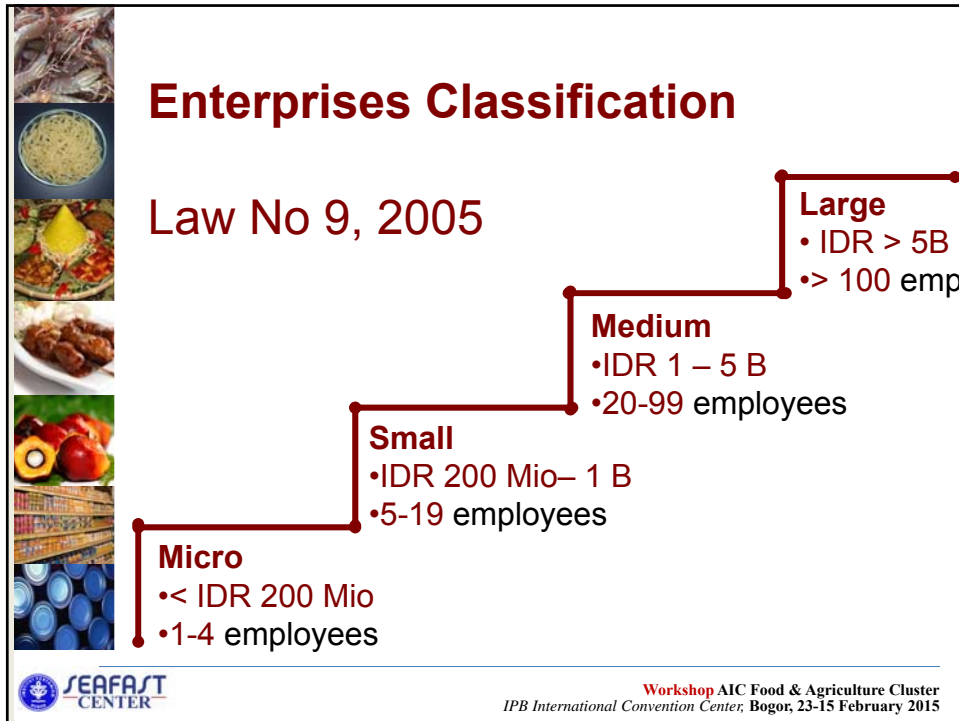 Enterprises Classification
Law No 9, 2005
Large
• IDR > 5B
•> 100 emp
Medium
•IDR 1 – 5 B
•20-99 employees
Small
•IDR 200 Mio– 1 B
•5-19 employees
Micro
•< IDR 200 Mio
•1-4 employees
SEAFAST
CENTER
Workshop AIC Food & Agriculture Cluster
IPB International Convention Center, Bogor, 23-15 February 2015